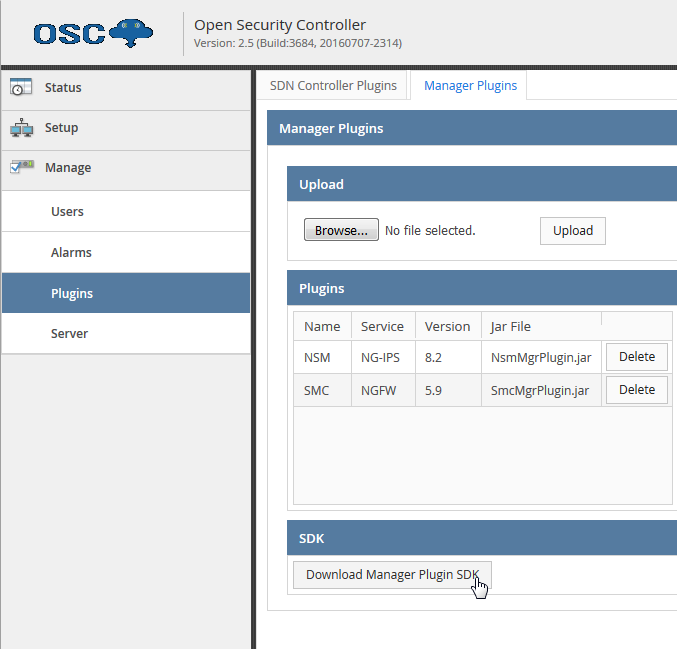 OSC
Open Security Controller
Version: 2.5 (Build:3684, 20160707-2314)
Status
Setup
Manage
Users
Alarms
Plugins
Server
SDN Controller Plugins
Manager Plugins
Manager Plugins
Upload
Browse... No file selected. Upload
Plugins
Name Service Version Jar File
NSM NG-IPS 8.2 NsmMgrPlugin.jar Delete
SMC NGFW 5.9 SmcMgrPlugin.jar Delete
SDK
Download Manager Plugin SDK